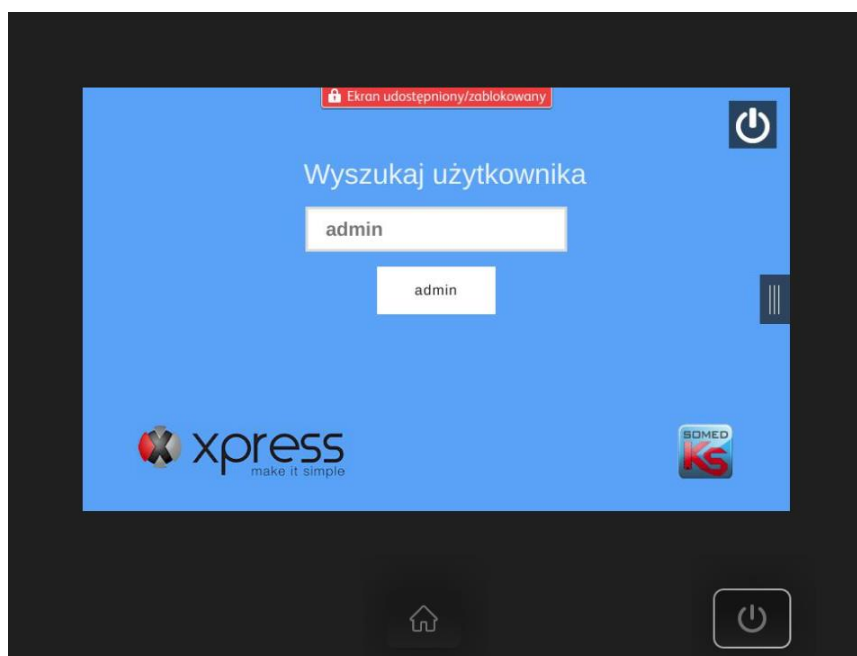 Ekran udostępniony/zablokowany
Wyszukaj użytkownika
admin
admin
xpress
make it simple
SOMED
KS